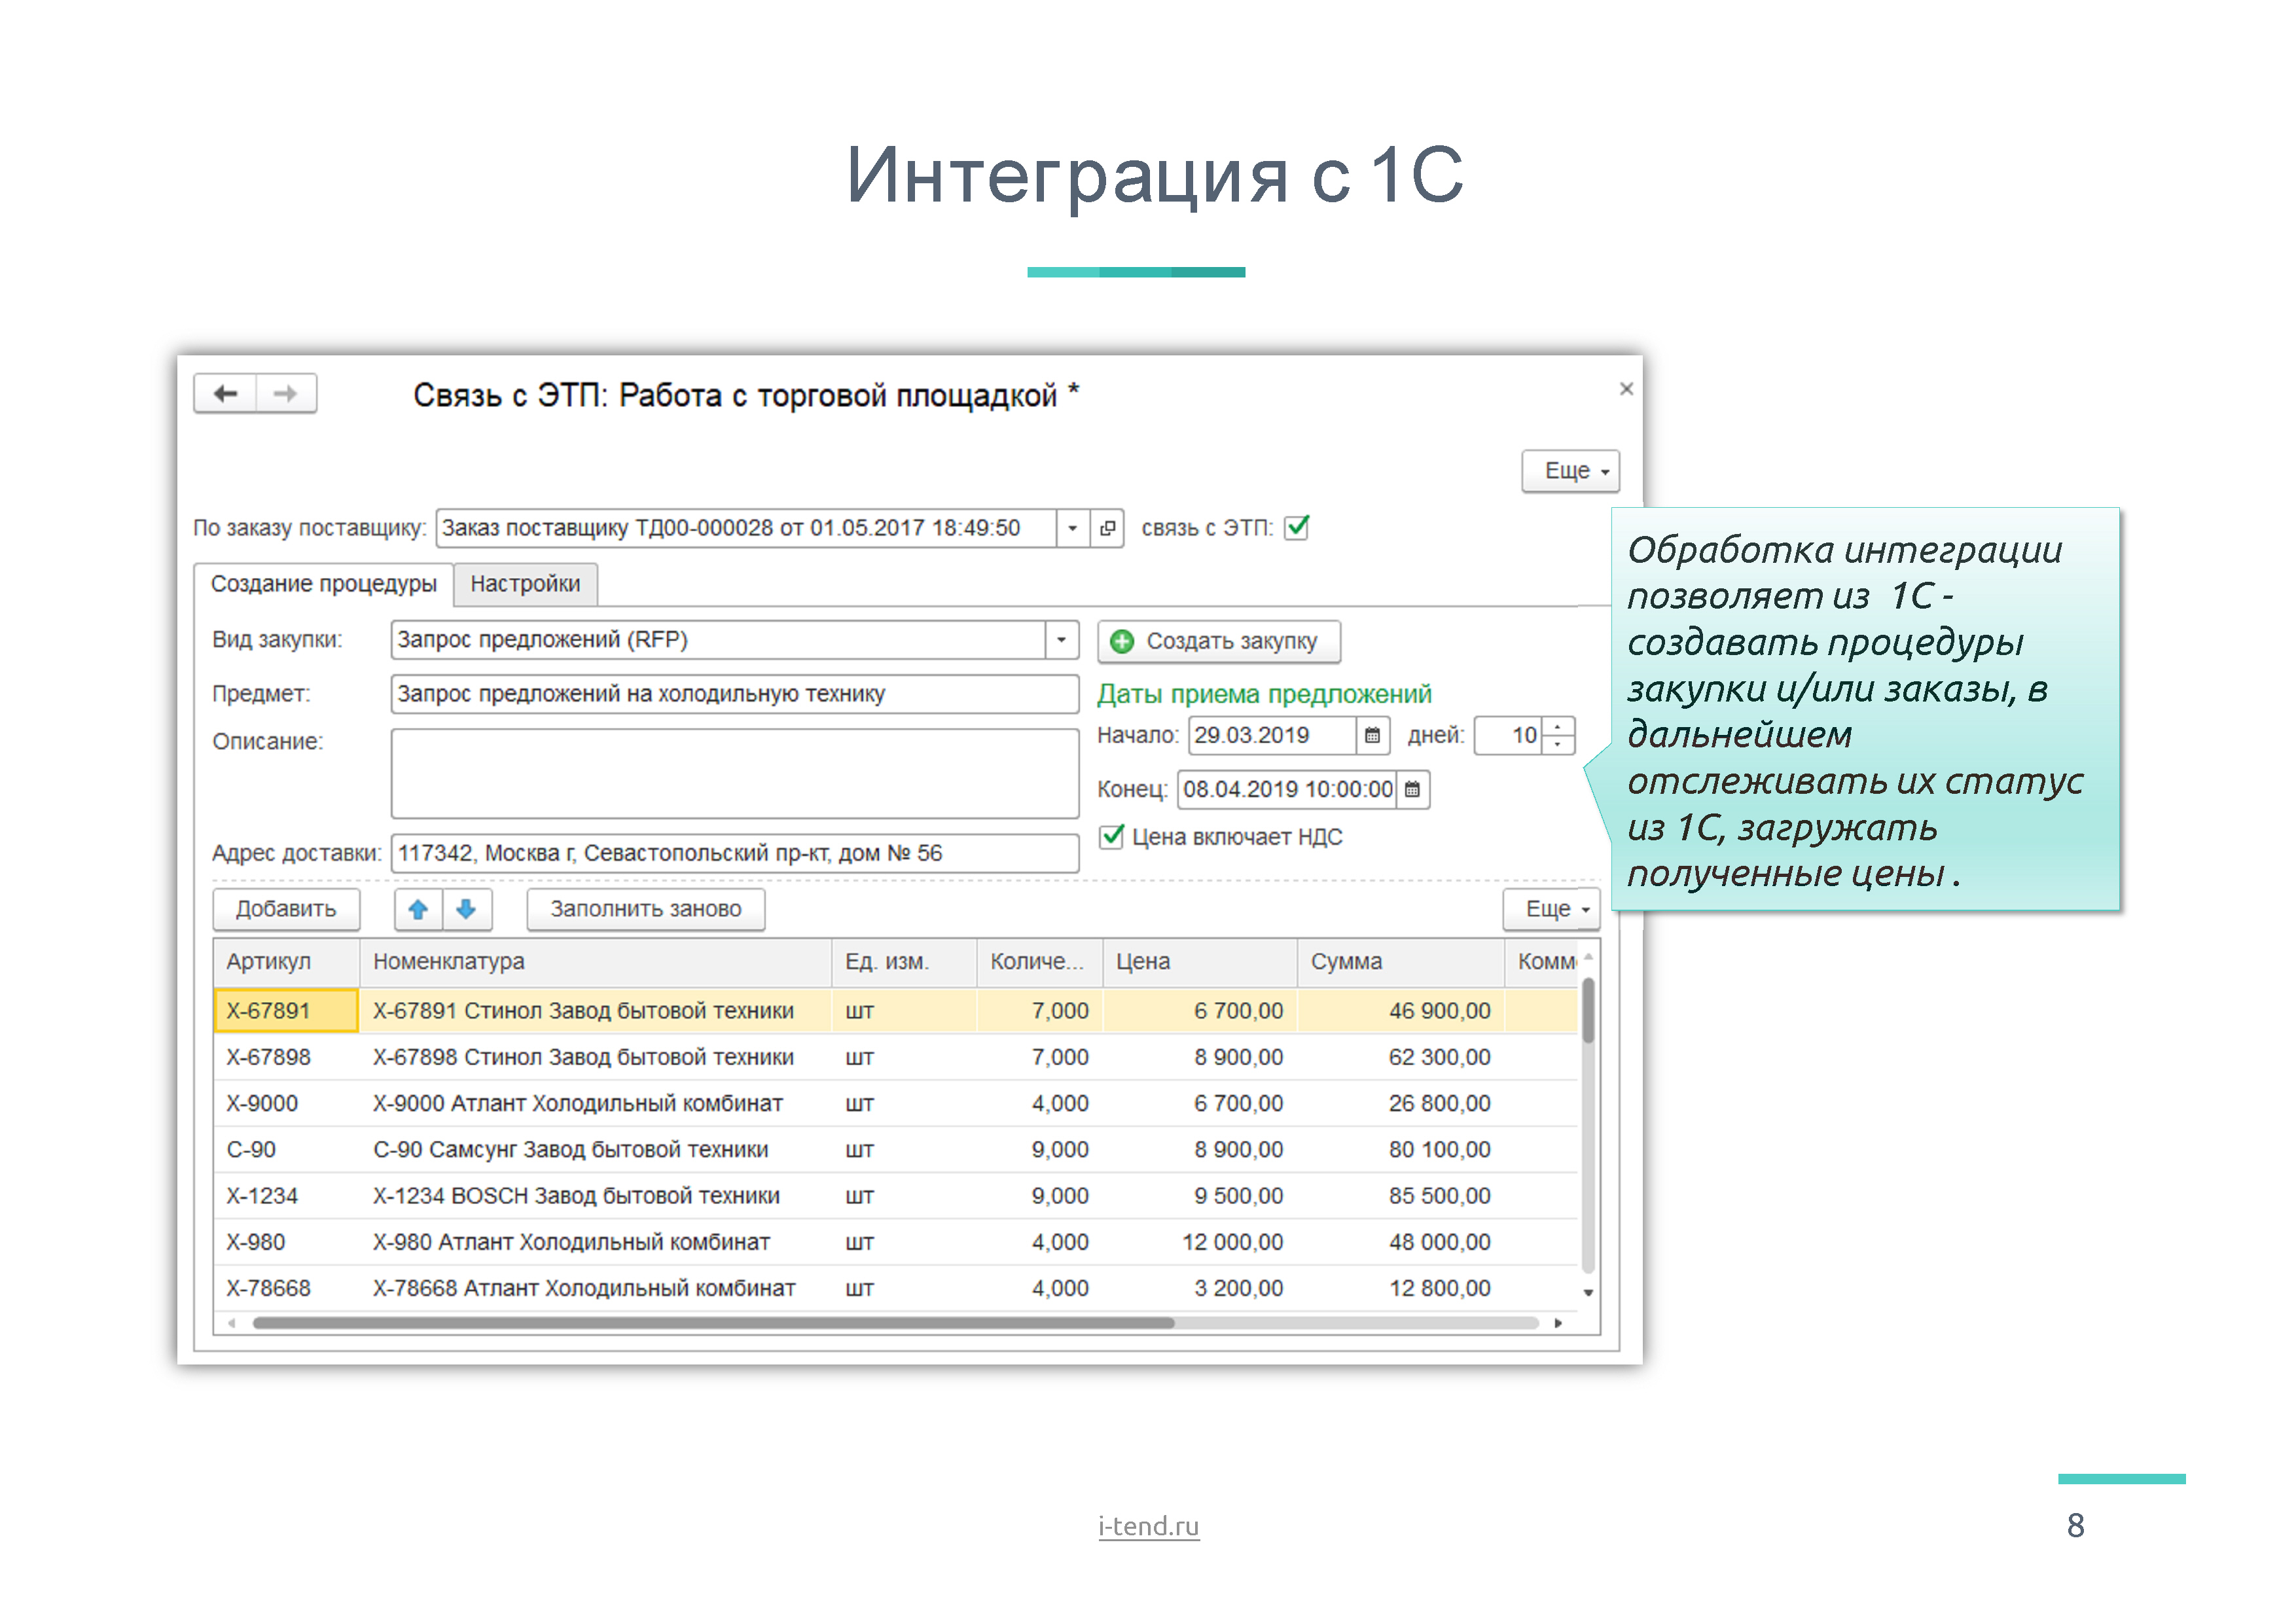 Интеграция с 1С
Связь с ЭТП: Работа с торговой площадкой *
Еще
По заказу поставщику: Заказ поставщику ТД00-000028 от 01.05.2017 18:49:50 связь с ЭТП:
Создание процедуры Настройки
Вид закупки: Запрос предложений (RFP) Создать закупку
Предмет: Запрос предложений на холодильную технику Даты приема предложений
Описание: Начало: 29.03.2019 дней: 10
Конец: 08.04.2019 10:00:00
Цена включает НДС
Адрес доставки: 117342, Москва г, Севастопольский пр-кт, дом № 56
Добавить Заполнить заново Еще
Артикул Номенклатура Ед. изм. Количе... Цена Сумма Комм
Х-67891 Х-67891 Стинол Завод бытовой техники шт 7,000 6 700,00 46 900,00
Х-67898 Х-67898 Стинол Завод бытовой техники шт 7,000 8 900,00 62 300,00
Х-9000 Х-9000 Атлант Холодильный комбинат шт 4,000 6 700,00 26 800,00
С-90 С-90 Самсунг Завод бытовой техники шт 9,000 8 900,00 80 100,00
Х-1234 Х-1234 BOSCH Завод бытовой техники шт 9,000 9 500,00 85 500,00
Х-980 Х-980 Атлант Холодильный комбинат шт 4,000 12 000,00 48 000,00
Х-78668 Х-78668 Атлант Холодильный комбинат шт 4,000 3 200,00 12 800,00
Обработка интеграции
позволяет из 1С -
создавать процедуры
закупки и/или заказы, в
дальнейшем
отслеживать их статус
из 1С, загружать
полученные цены .
i-tend.ru
8